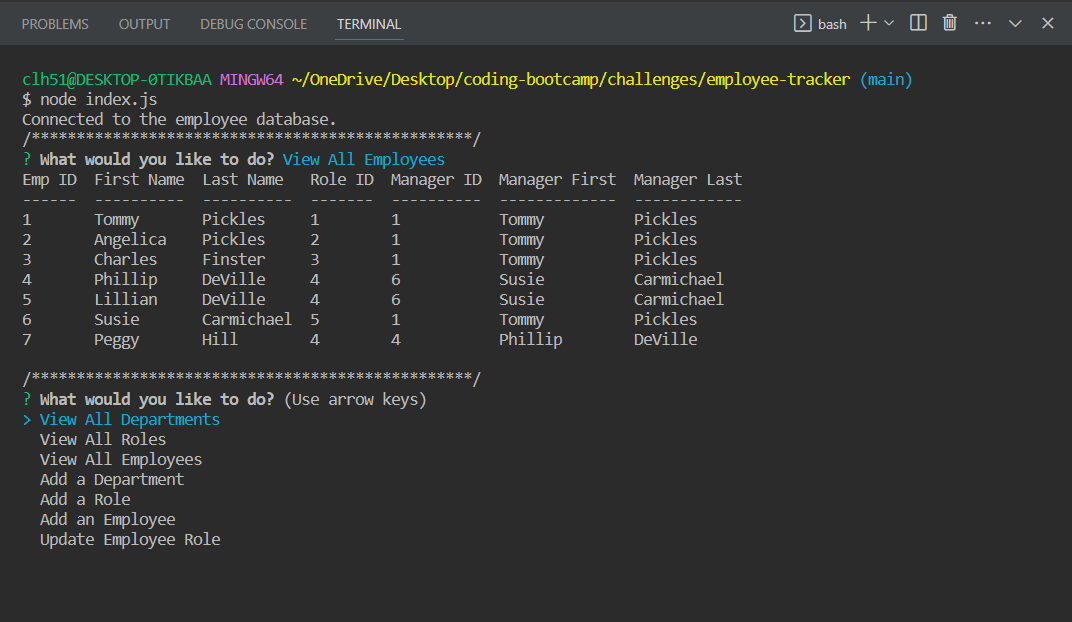 PROBLEMS OUTPUT DEBUG CONSOLE TERMINAL bash
clh51@DESKTOP-0TIKBAA MINGW64 ~/OneDrive/Desktop/coding-bootcamp/challenges/employee-tracker (main)
$ node index.js
Connected to the employee database.
/*************************************************/
? What would you like to do? View All Employees
Emp ID  First Name  Last Name   Role ID  Manager ID  Manager First  Manager Last
------  ----------  ----------  -------  ----------  -------------  ------------
1       Tommy       Pickles     1        1           Tommy          Pickles
2       Angelica    Pickles     2        1           Tommy          Pickles
3       Charles     Finster     3        1           Tommy          Pickles
4       Phillip     DeVille     4        6           Susie          Carmichael
5       Lillian     DeVille     4        6           Susie          Carmichael
6       Susie       Carmichael  5        1           Tommy          Pickles
7       Peggy       Hill        4        4           Phillip        DeVille
/*************************************************/
? What would you like to do? (Use arrow keys)
> View All Departments
  View All Roles
  View All Employees
  Add a Department
  Add a Role
  Add an Employee
  Update Employee Role